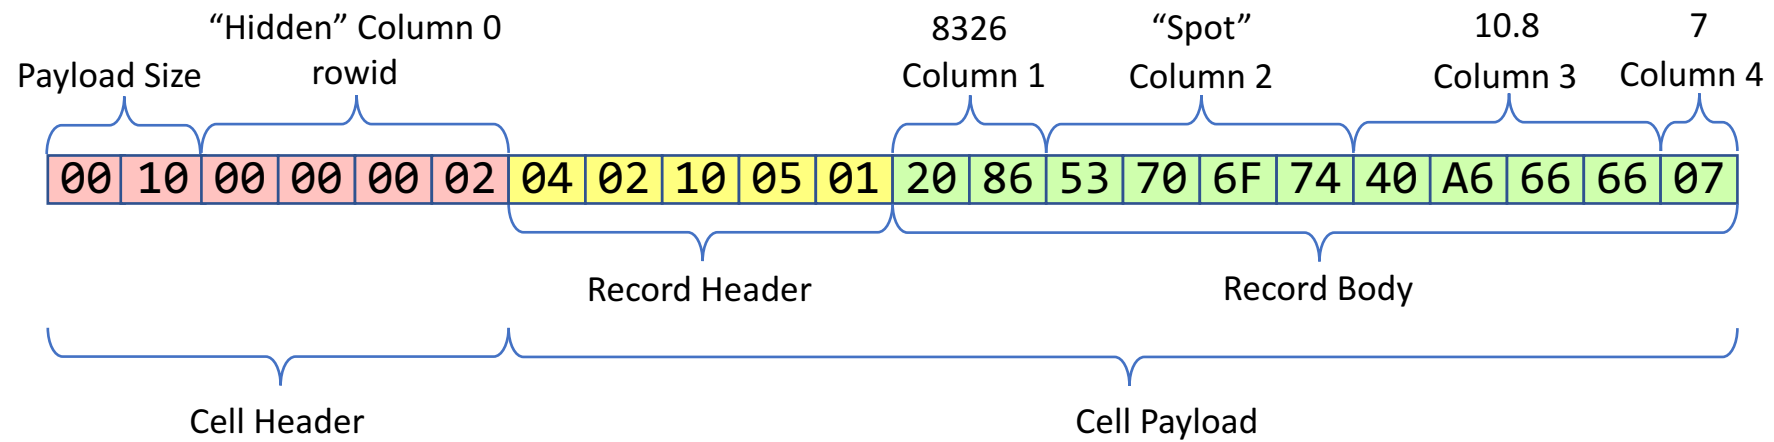 “Hidden” Column 0
8326
“Spot”
10.8
7
Payload Size
rowid
Column 1
Column 2
Column 3
Column 4
00 10 00 00 00 02 04 02 10 05 01 20 86 53 70 6F 74 40 A6 66 66 07
Record Header
Record Body
Cell Header
Cell Payload